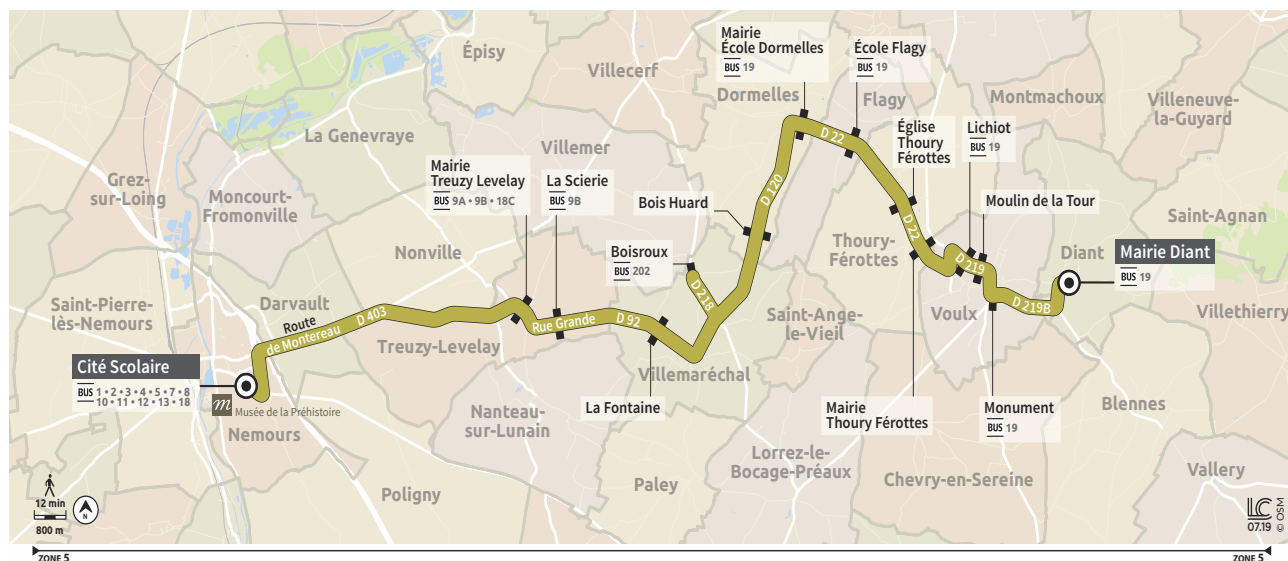 Épisy
Villecerf
Mairie
École Dormelles
BUS 19
École Flagy
BUS 19
Dormelles
Flagy
Montmachoux
Villeneuve-
la-Guyard
La Genevraye
Villemer
Église
Thoury
Férottes
Lichiot
BUS 19
D 22
Grez-
sur-Loing
Moncourt-
Fromonville
Mairie
Treuzy Levelay
BUS 9A • 9B • 18C
La Scierie
BUS 9B
Bois Huard
D 120
D 22
Moulin de la Tour
Saint-Agnan
Nonville
Boisroux
BUS 202
Thoury-
Férottes
Diant
Mairie Diant
BUS 19
D 219
D 218
D 219B
Saint-Pierre-
lès-Nemours
Darvault
Route
de Montereau
D 403
Rue Grande
D 92
Saint-Ange-
le-Vieil
Voulx
Villethierry
Treuzy-Levelay
Villemaréchal
Cité Scolaire
BUS 1 • 2 • 3 • 4 • 5 • 7 • 8
10 • 11 • 12 • 13 • 18
m Musée de la Préhistoire
Nemours
Nanteau-
sur-Lunain
La Fontaine
Mairie
Thoury Férottes
Monument
BUS 19
Blennes
Lorrez-le-
Bocage-Préaux
Chevry-en-Sereine
Vallery
Poligny
Paley
12 min
800 m
N
LC
07.19
© OSM
ZONE 5
ZONE 5